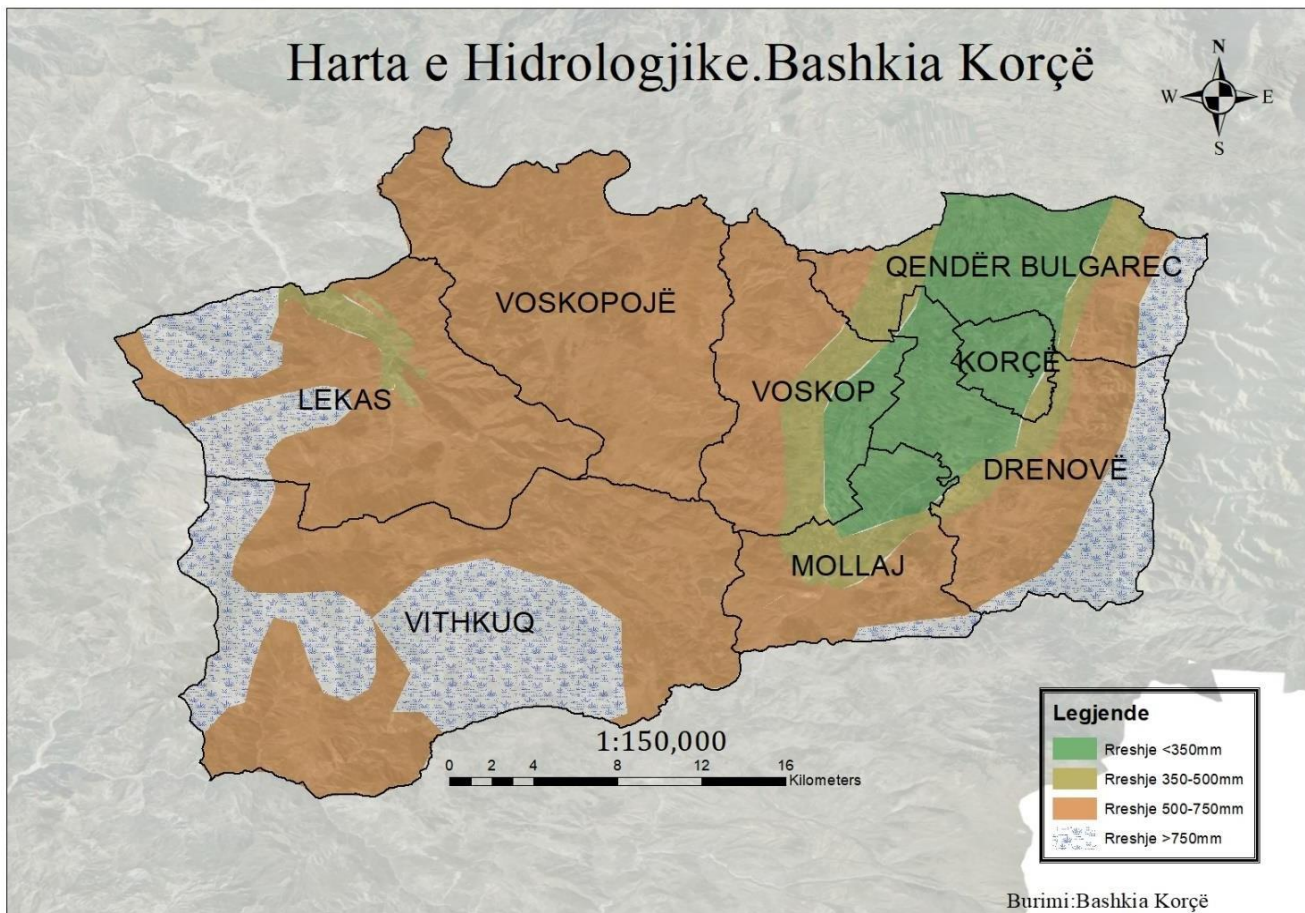 Harta e Hidrologjike.Bashkia Korçë
N
W E
S
VOSKOPOJË
QENDËR BULGAREC
KORÇË
VOSKOP
LEKAS
DRENOVË
MOLLAJ
VITHKUQ
1:150,000
0 2 4 8 12 16
Kilometers
Legjende
Rreshje <350mm
Rreshje 350-500mm
Rreshje 500-750mm
Rreshje >750mm
Burimi:Bashkia Korçë